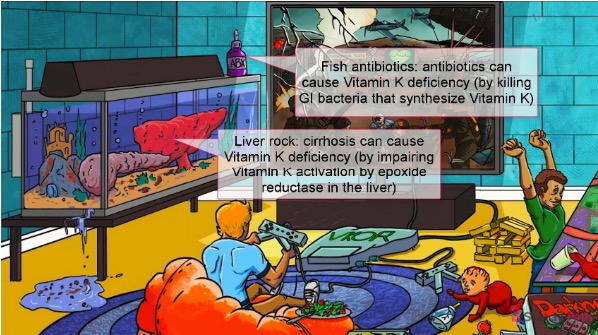 ABX
Fish antibiotics: antibiotics can
cause Vitamin K deficiency (by killing
GI bacteria that synthesize Vitamin K)
Liver rock: cirrhosis can cause
Vitamin K deficiency (by impairing
Vitamin K activation by epoxide
reductase in the liver)